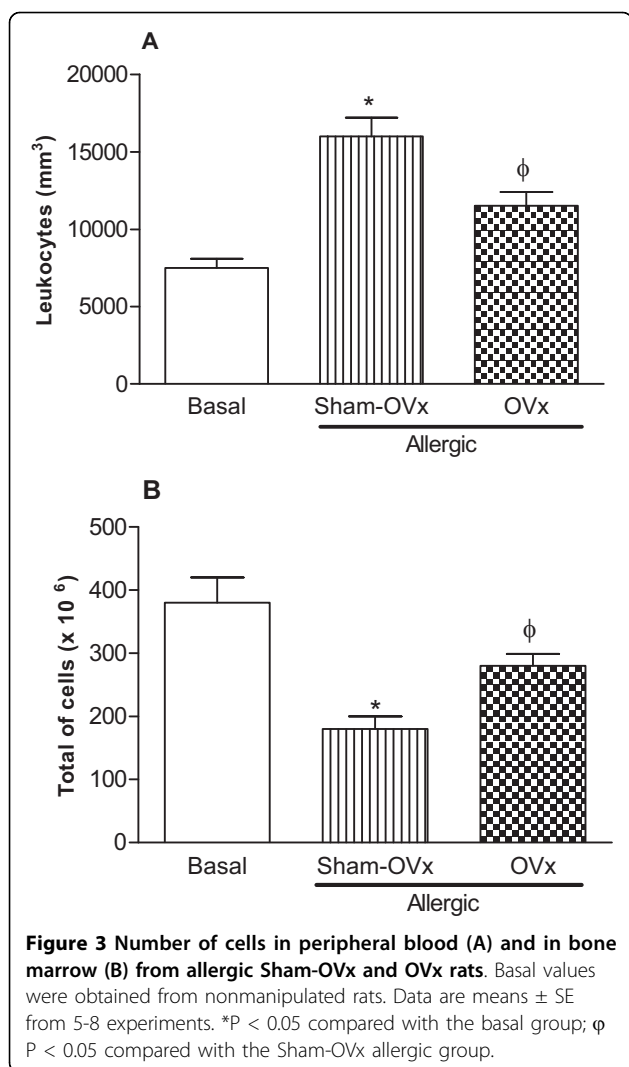 A
20000
15000
10000
5000
0
Leukocytes (mm³)
*
ϕ
Basal Sham-OVx OVx
Allergic
B
500
400
300
200
100
0
Total of cells (x 10 ⁶)
*
ϕ
Basal Sham-OVx OVx
Allergic
Figure 3 Number of cells in peripheral blood (A) and in bone
marrow (B) from allergic Sham-OVx and OVx rats. Basal values
were obtained from nonmanipulated rats. Data are means ± SE
from 5-8 experiments. *P < 0.05 compared with the basal group; φ
P < 0.05 compared with the Sham-OVx allergic group.